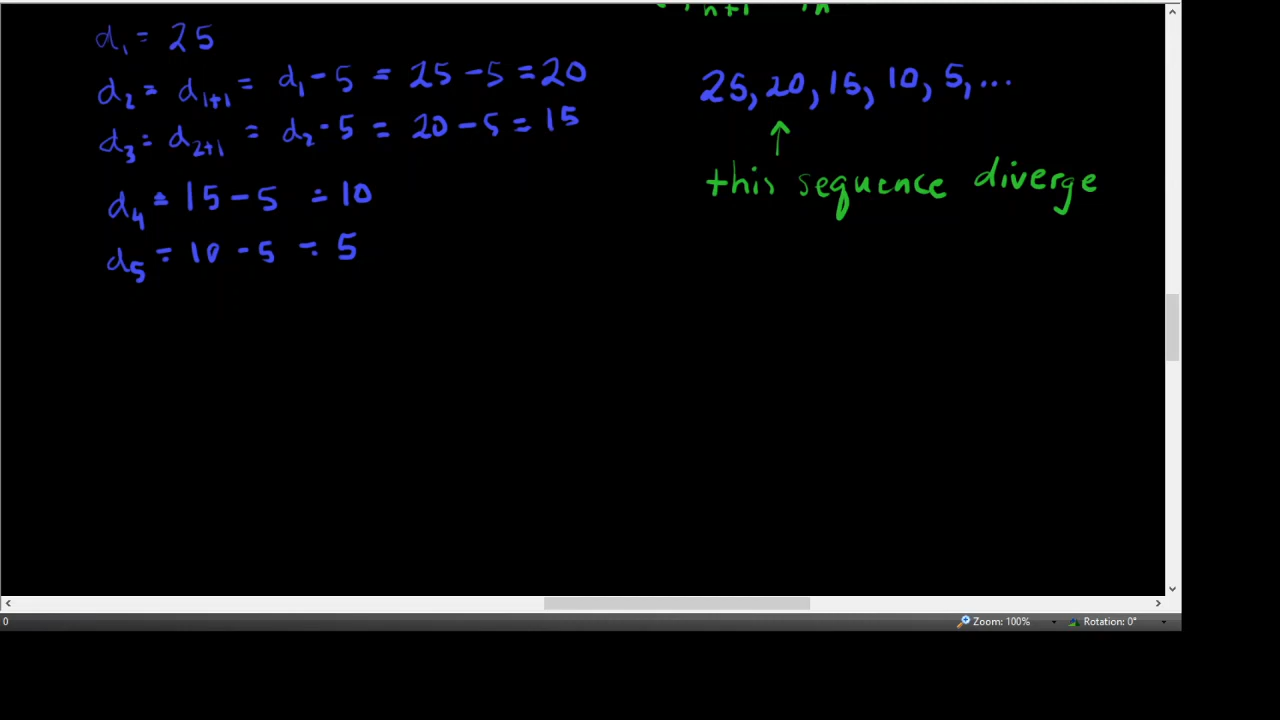 d₁ = 25
d₂ = d₁₊₁ = d₁ - 5 = 25 - 5 = 20
d₃ = d₂₊₁ = d₂ - 5 = 20 - 5 = 15
d₄ = 15 - 5 = 10
d₅ = 10 - 5 = 5
25, 20, 15, 10, 5, ...
↑
this sequence diverge
0
Zoom: 100%
Rotation: 0°